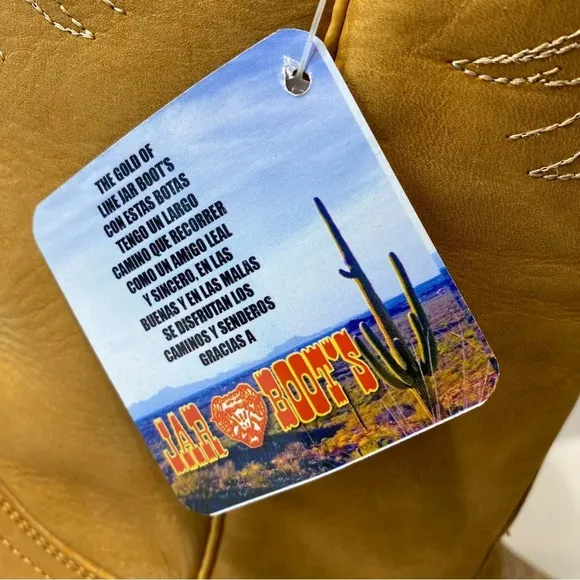 THE GOLD OF
LINE JAR BOOT'S
CON ESTAS BOTAS
TENGO UN LARGO
CAMINO QUE RECORRER
COMO UN AMIGO LEAL
Y SINCERO, EN LAS
BUENAS Y EN LAS MALAS
SE DISFRUTAN LOS
CAMINOS Y SENDEROS
GRACIAS A
JAR BOOT'S